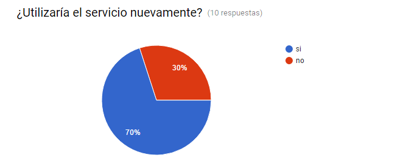 ¿Utilizaría el servicio nuevamente? (10 respuestas)
si
no
30%
70%